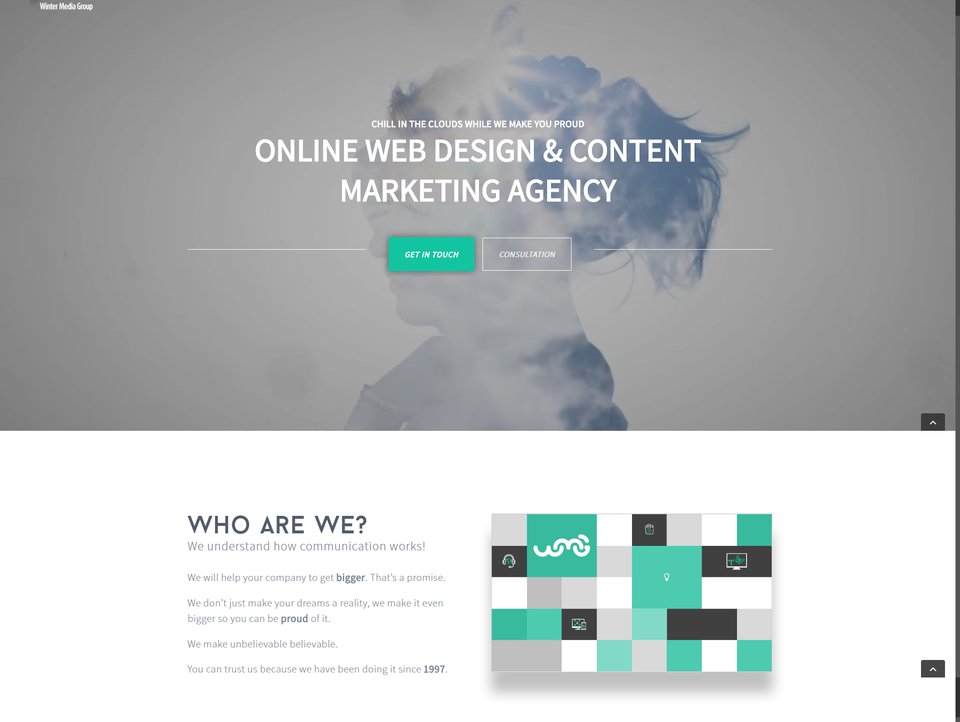 Winter Media Group
CHILL IN THE CLOUDS WHILE WE MAKE YOU PROUD
ONLINE WEB DESIGN & CONTENT
MARKETING AGENCY
GET IN TOUCH
CONSULTATION
WHO ARE WE?
We understand how communication works!
We will help your company to get bigger. That's a promise.
We don't just make your dreams a reality, we make it even
bigger so you can be proud of it.
We make unbelievable believable.
You can trust us because we have been doing it since 1997.
wmg